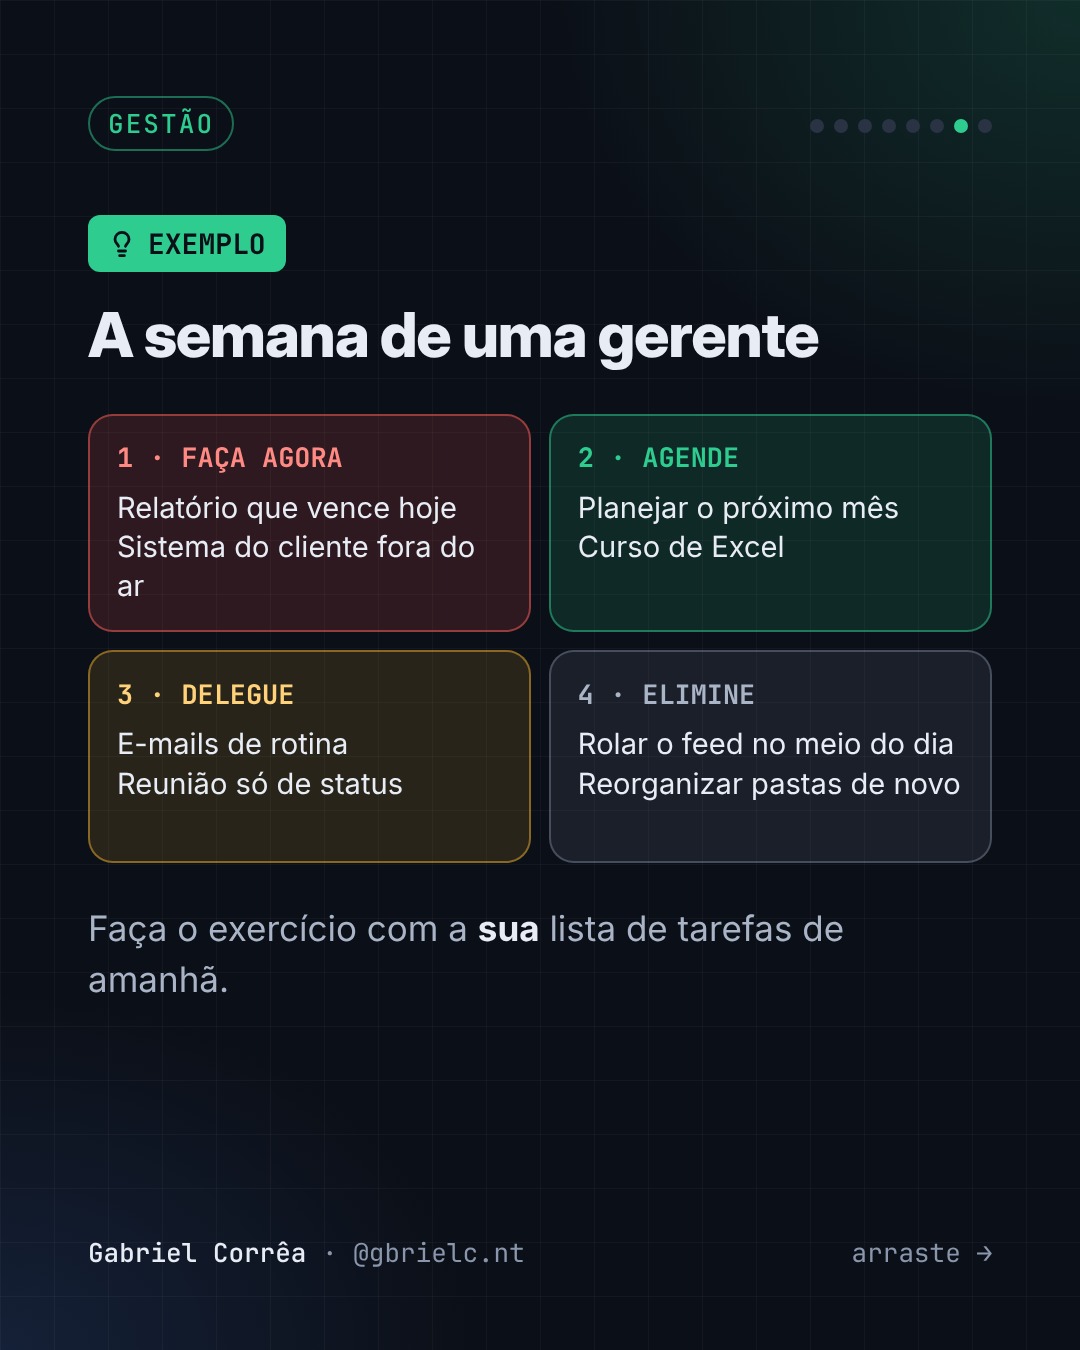 GESTÃO
EXEMPLO
A semana de uma gerente
1 · FAÇA AGORA
Relatório que vence hoje
Sistema do cliente fora do
ar
2 · AGENDE
Planejar o próximo mês
Curso de Excel
3 · DELEGUE
E-mails de rotina
Reunião só de status
4 · ELIMINE
Rolar o feed no meio do dia
Reorganizar pastas de novo
Faça o exercício com a sua lista de tarefas de
amanhã.
Gabriel Corrêa · @gbrielc.nt
arraste →